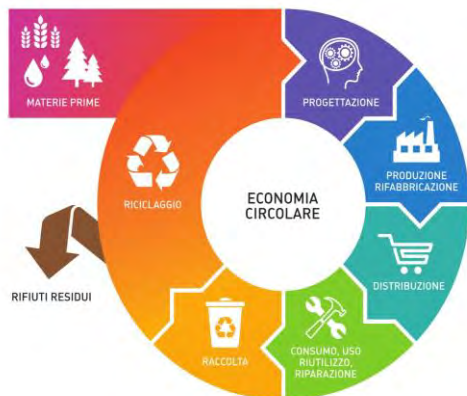 MATERIE PRIME
PROGETTAZIONE
PRODUZIONE
RIFABBRICAZIONE
DISTRIBUZIONE
CONSUMO, USO
RIUTILIZZO,
RIPARAZIONE
RACCOLTA
RICICLAGGIO
RIFIUTI RESIDUI
ECONOMIA
CIRCOLARE